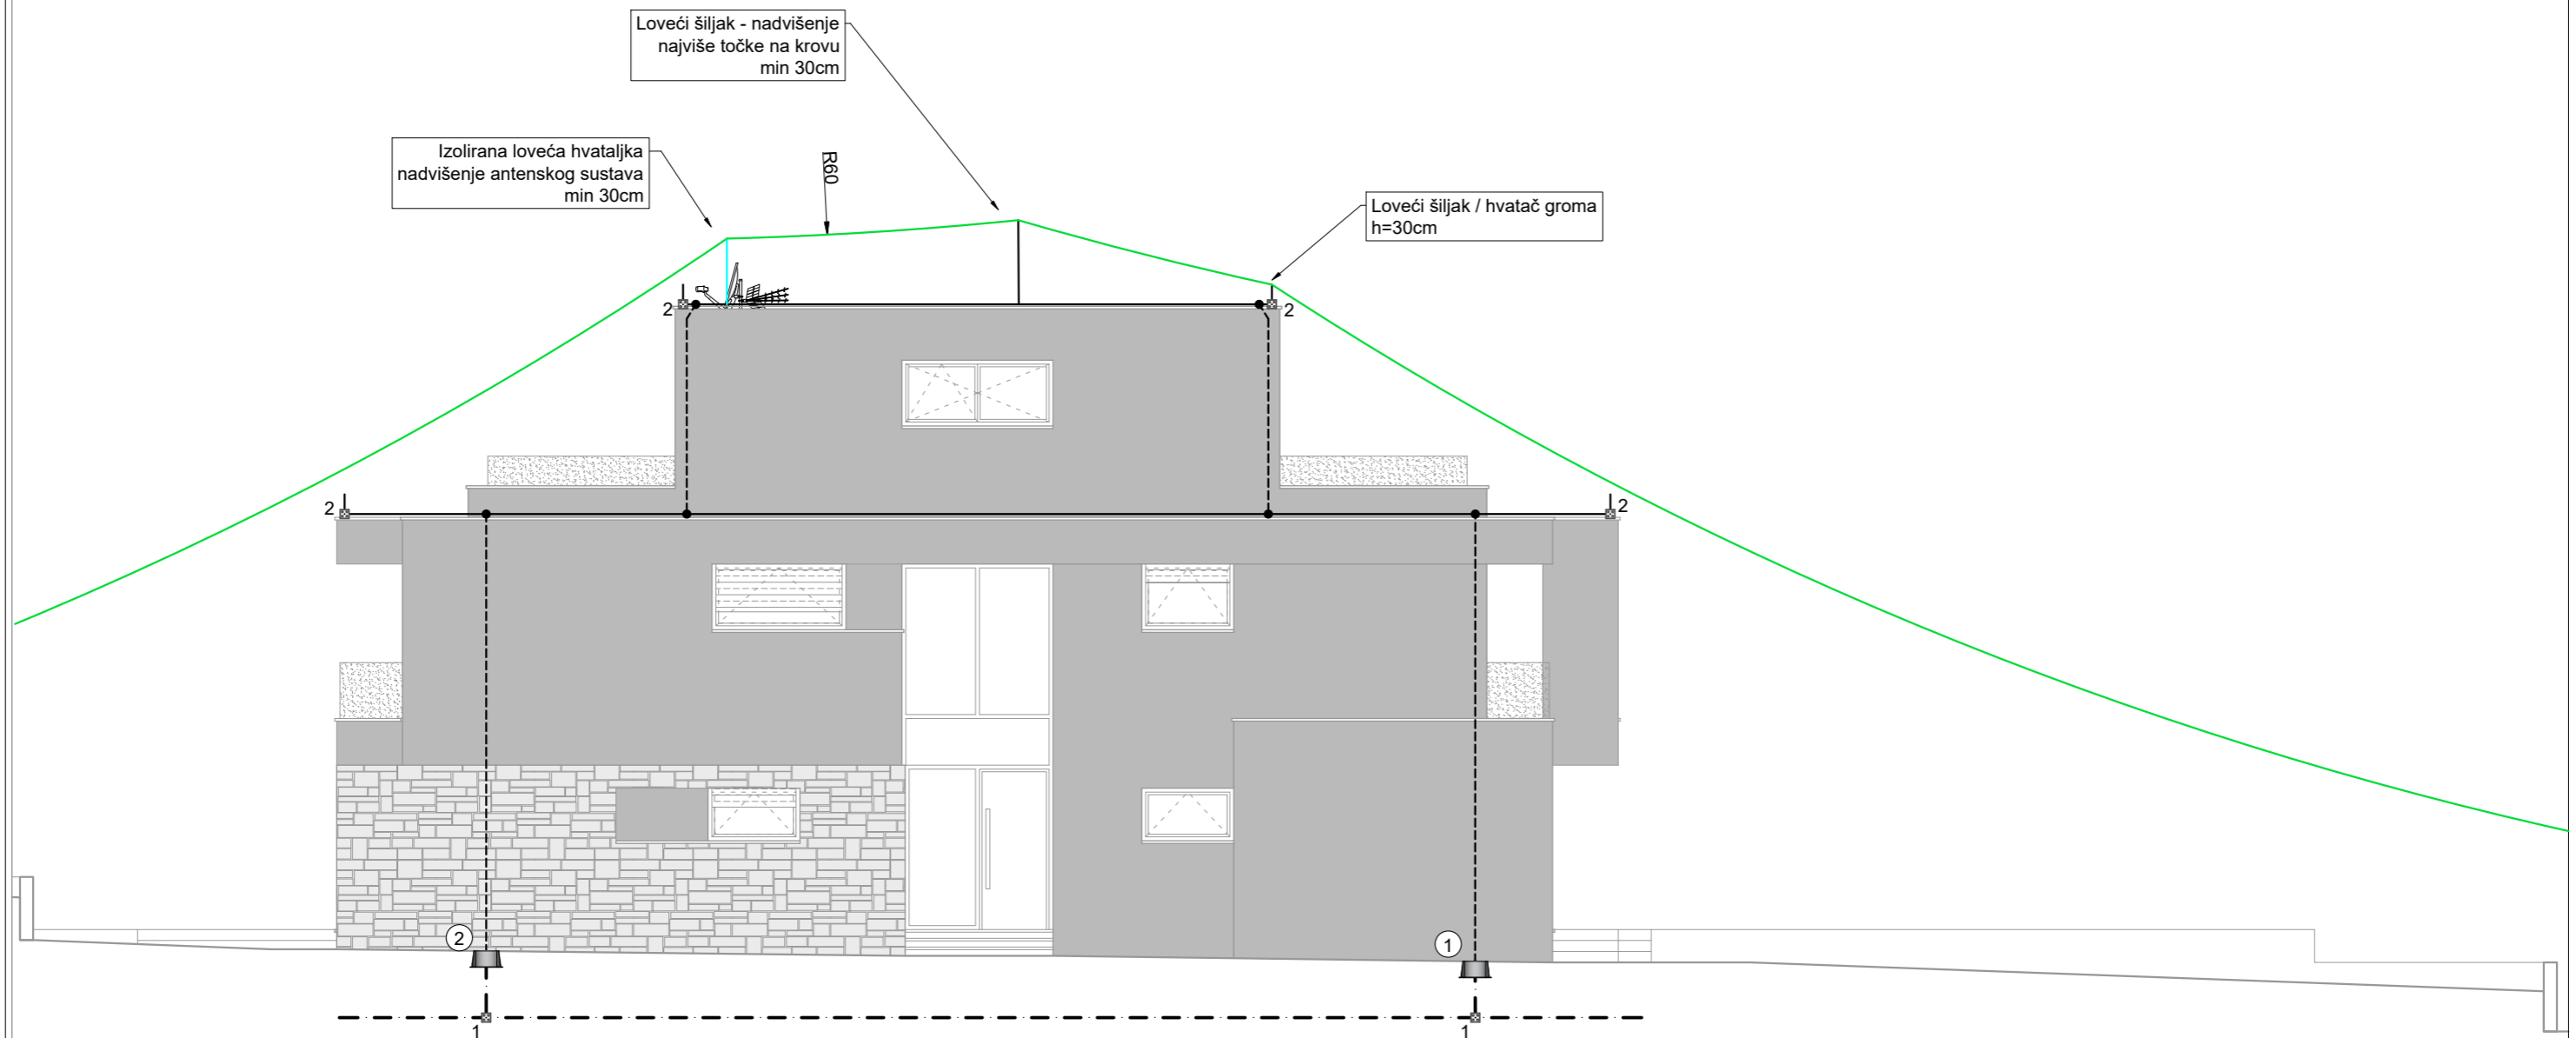 Loveći šiljak - nadvišenje
najviše točke na krovu
min 30cm
Izolirana loveća hvataljka
nadvišenje antenskog sustava
min 30cm
R60
Loveći šiljak / hvatač groma
h=30cm
2
2
2
2
2
1
1
1